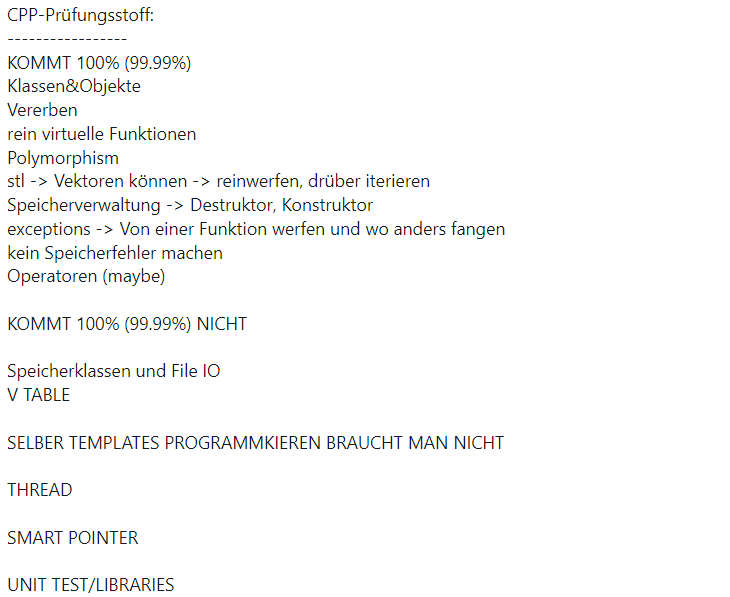 CPP-Prüfungsstoff:
-----------------
KOMMT 100% (99.99%)
Klassen&Objekte
Vererben
rein virtuelle Funktionen
Polymorphism
stl -> Vektoren können -> reinwerfen, drüber iterieren
Speicherverwaltung -> Destruktor, Konstruktor
exceptions -> Von einer Funktion werfen und wo anders fangen
kein Speicherfehler machen
Operatoren (maybe)
KOMMT 100% (99.99%) NICHT
Speicherklassen und File IO
V TABLE
SELBER TEMPLATES PROGRAMMKIEREN BRAUCHT MAN NICHT
THREAD
SMART POINTER
UNIT TEST/LIBRARIES